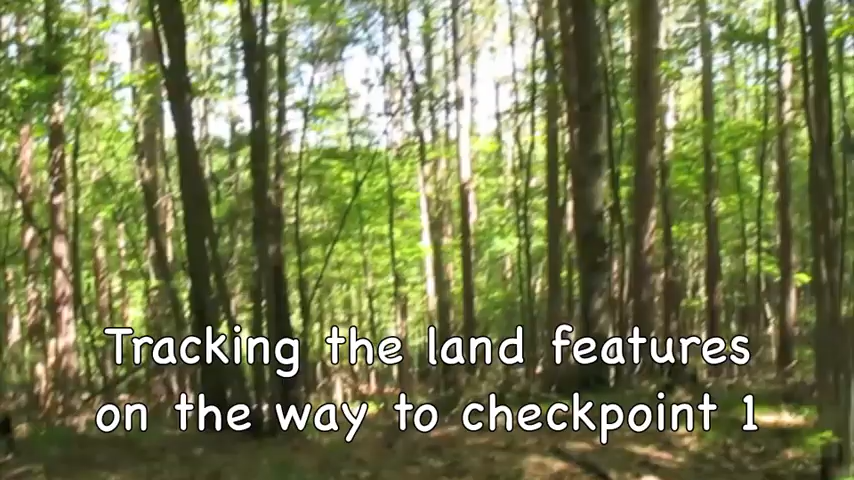 Tracking the land features
on the way to checkpoint 1